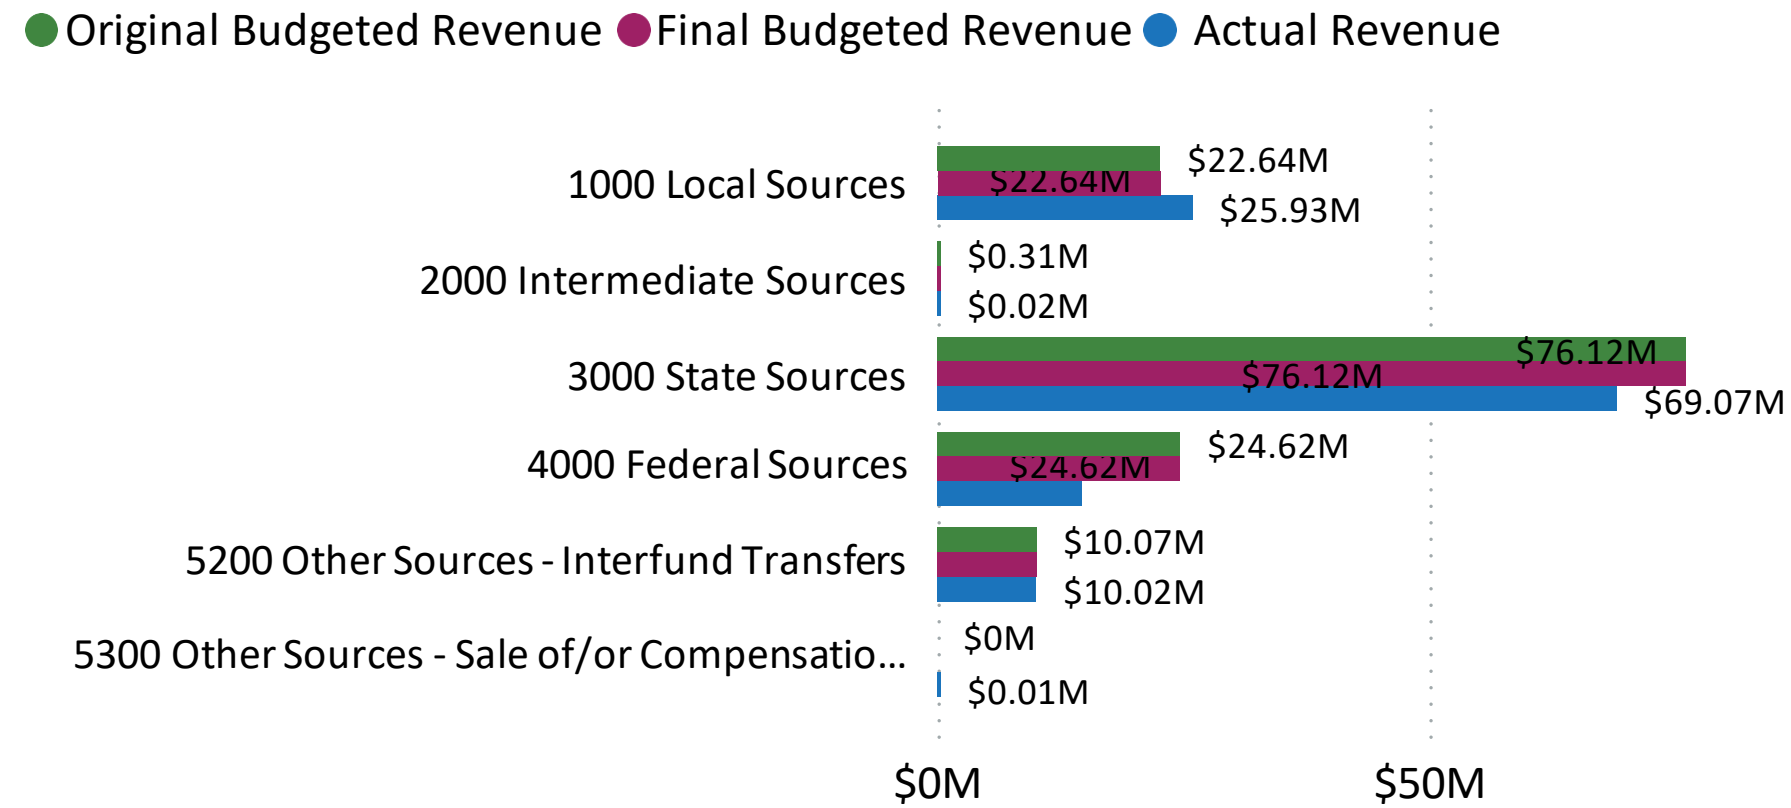 Original Budgeted Revenue Final Budgeted Revenue Actual Revenue
1000 Local Sources
$22.64M
$22.64M
$25.93M
2000 Intermediate Sources
$0.31M
$0.02M
3000 State Sources
$76.12M
$76.12M
$69.07M
4000 Federal Sources
$24.62M
$24.62M
5200 Other Sources - Interfund Transfers
$10.07M
$10.02M
5300 Other Sources - Sale of/or Compensatio...
$0M
$0.01M
$0M $50M